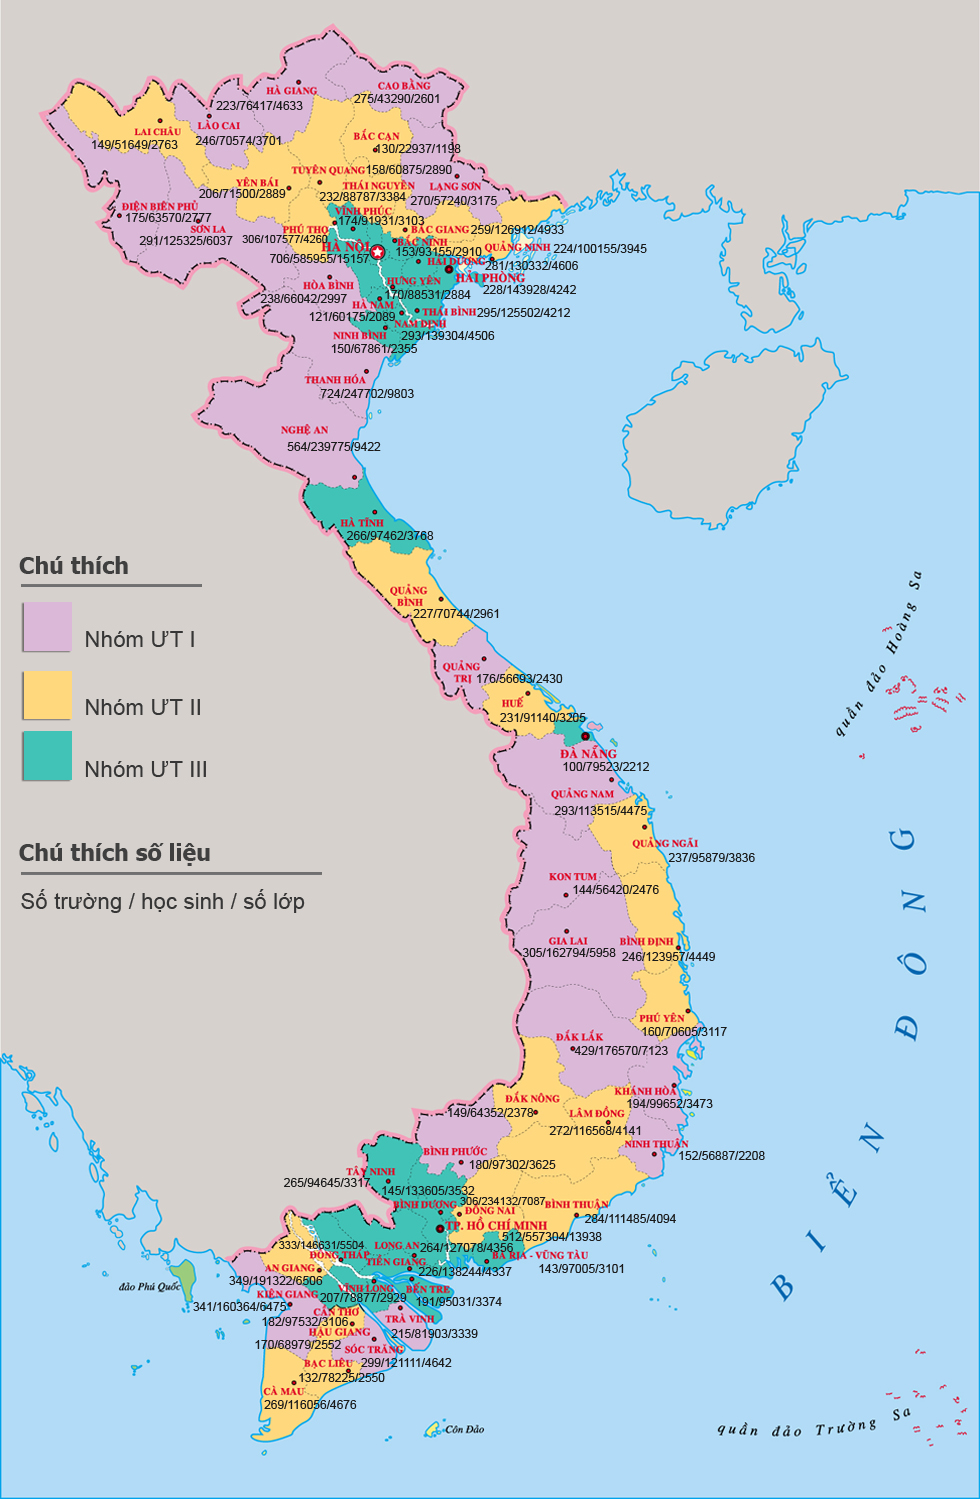 HÀ GIANG
223/76417/4633
CAO BẰNG
275/43290/2601
LAI CHÂU
149/51649/2763
LÀO CAI
246/70574/3701
BẮC CẠN
130/22937/1198
TUYÊN QUANG
158/60875/2890
THÁI NGUYÊN
232/88787/3384
LẠNG SƠN
270/57240/3175
YÊN BÁI
206/71500/2889
ĐIỆN BIÊN PHỦ
175/63570/2777
SƠN LA
291/125325/6037
PHÚ THỌ
306/107577/4260
VĨNH PHÚC
174/91931/3103
BẮC GIANG
259/126912/4933
HÀ NỘI
706/585955/15157
BẮC NINH
153/93155/2910
QUẢNG NINH
224/100155/3945
HẢI DƯƠNG
281/130332/4606
HẢI PHÒNG
228/143928/4242
HÒA BÌNH
238/66042/2997
HƯNG YÊN
170/88531/2884
HÀ NAM
121/60175/2089
THÁI BÌNH
295/125502/4212
NAM ĐỊNH
293/139304/4506
NINH BÌNH
150/67861/2355
THANH HÓA
724/247702/9803
NGHỆ AN
564/239775/9422
HÀ TĨNH
266/97462/3768
Chú thích
Nhóm ƯT I
Nhóm ƯT II
Nhóm ƯT III
Chú thích số liệu
Số trường / học sinh / số lớp
QUẢNG
BÌNH
227/70744/2961
QUẢNG
TRỊ
176/56693/2430
HUẾ
231/91140/3205
quần đảo Hoàng Sa
ĐÀ NẴNG
100/79523/2212
QUẢNG NAM
293/113515/4475
QUẢNG NGÃI
237/95879/3836
KON TUM
144/56420/2476
GIA LAI
305/162794/5958
BÌNH ĐỊNH
246/123957/4449
BIỂN ĐÔNG
PHÚ YÊN
160/70605/3117
ĐẮK LẮK
429/176570/7123
ĐẮK NÔNG
149/64352/2378
KHÁNH HÒA
194/99652/3473
LÂM ĐỒNG
272/116568/4141
NINH THUẬN
152/56887/2208
BÌNH PHƯỚC
180/97302/3625
TÂY NINH
265/94645/3317
145/133605/3532
BÌNH DƯƠNG
306/234132/7087
ĐỒNG NAI
BÌNH THUẬN
284/111485/4094
TP. HỒ CHÍ MINH
512/557304/13938
LONG AN
264/127078/4356
BÀ RỊA - VŨNG TÀU
143/97005/3101
333/146631/5504
ĐỒNG THÁP
TIỀN GIANG
226/138244/4337
AN GIANG
349/191322/6506
VĨNH LONG
207/78877/2929
BẾN TRE
191/95031/3374
đảo Phú Quốc
KIÊN GIANG
341/160364/6475
CẦN THƠ
182/97532/3106
TRÀ VINH
215/81903/3339
HẬU GIANG
170/68979/2552
SÓC TRĂNG
299/121111/4642
BẠC LIÊU
132/78225/2550
CÀ MAU
269/116056/4676
Côn Đảo
quần đảo Trường Sa